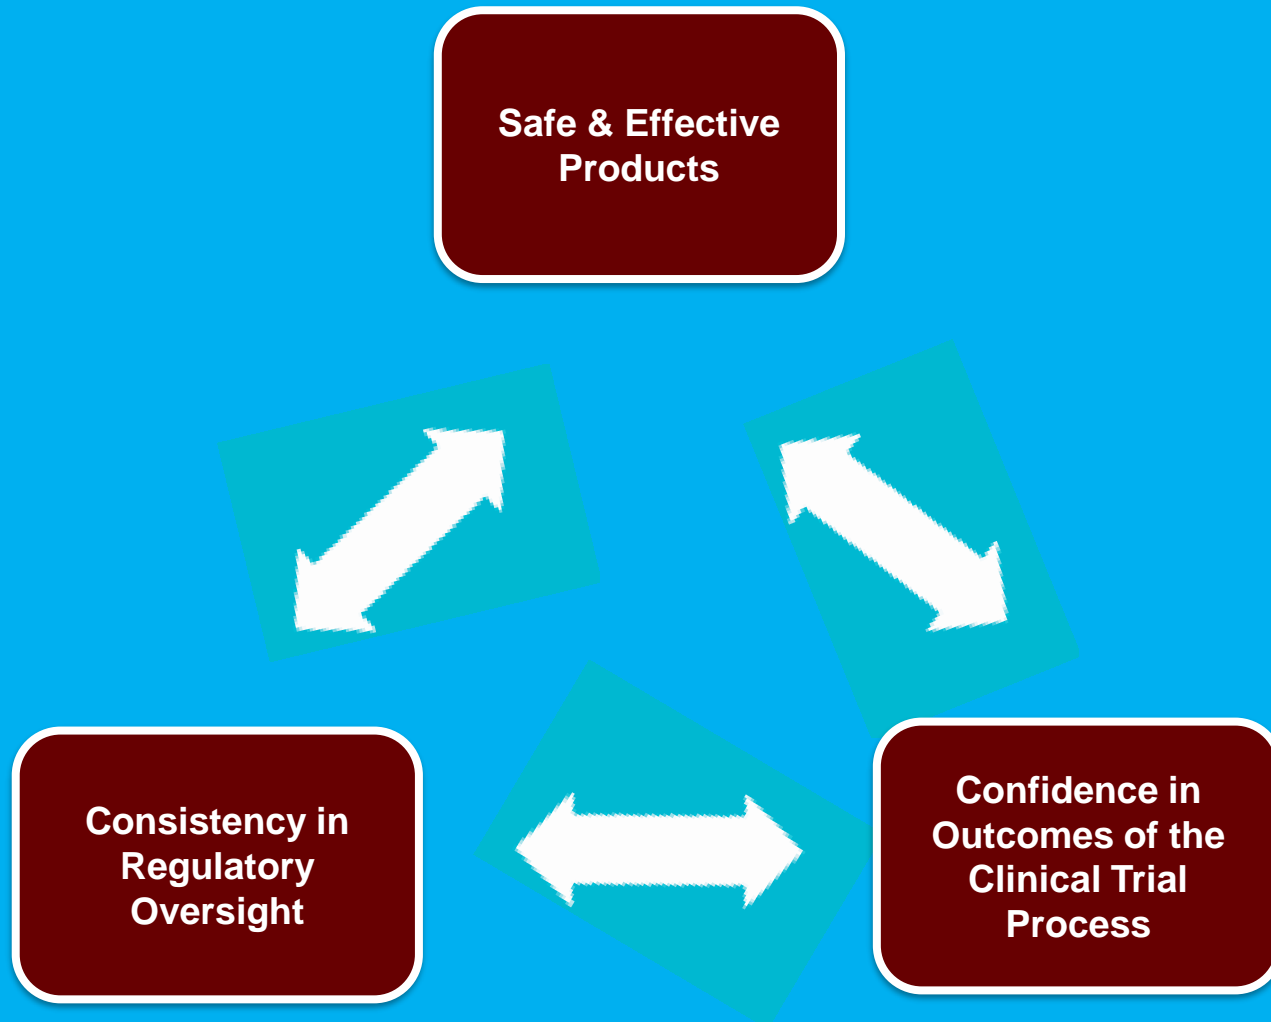 Safe & Effective
Products
Consistency in
Regulatory
Oversight
Confidence in
Outcomes of the
Clinical Trial
Process